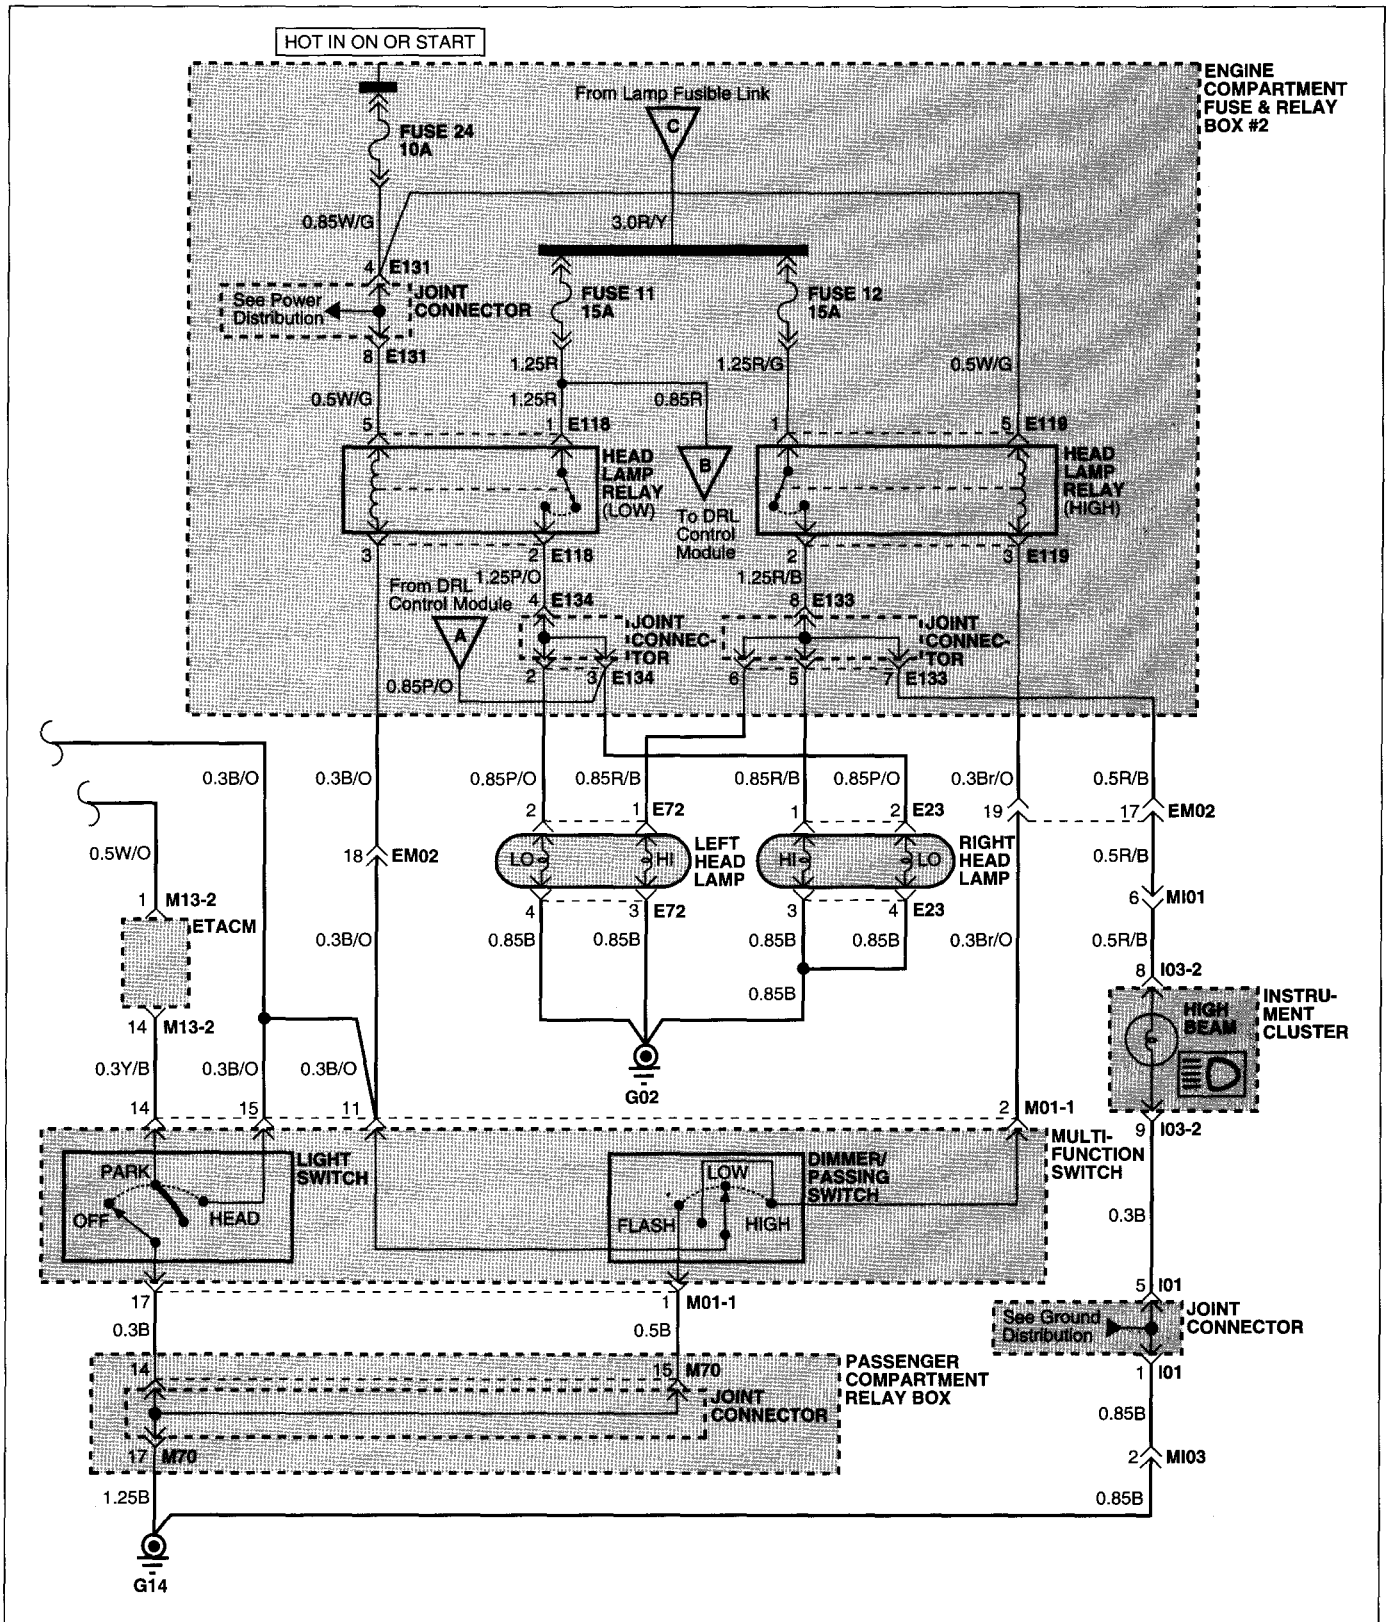 HOT IN ON OR START
ENGINE
COMPARTMENT
FUSE & RELAY
BOX #2
From Lamp Fusible Link
C
FUSE 24
10A
0.85W/G
3.0R/Y
4 E131
See Power
Distribution
JOINT
CONNECTOR
8 E131
FUSE 11
15A
FUSE 12
15A
1.25R
1.25R/G
0.5W/G
0.5W/G
1.25R
0.85R
5
1 E118
1
5 E119
HEAD
LAMP
RELAY
(LOW)
B
To DRL
Control
Module
HEAD
LAMP
RELAY
(HIGH)
3
2 E118
2
3 E119
From DRL
Control Module
A
1.25P/O
1.25R/B
4 E134
8 E133
JOINT
CONNEC-
TOR
JOINT
CONNEC-
TOR
0.85P/O
2
3 E134
6
5
7 E133
0.3B/O
0.3B/O
0.85P/O
0.85R/B
0.85R/B
0.85P/O
0.3Br/O
0.5R/B
2
1 E72
1
2 E23
19
17 EM02
0.5W/O
18 EM02
LO
HI
LEFT
HEAD
LAMP
HI
LO
RIGHT
HEAD
LAMP
0.5R/B
1 M13-2
ETACM
6 MI01
4
3 E72
3
4 E23
0.3B/O
0.85B
0.85B
0.85B
0.85B
0.3Br/O
0.5R/B
8 I03-2
0.85B
14 M13-2
HIGH
BEAM
INSTRU-
MENT
CLUSTER
0.3Y/B
0.3B/O
0.3B/O
G02
14
15
11
2 M01-1
9 I03-2
MULTI-
FUNCTION
SWITCH
PARK
OFF
HEAD
LIGHT
SWITCH
LOW
FLASH
HIGH
DIMMER/
PASSING
SWITCH
0.3B
17
1 M01-1
5 I01
0.3B
0.5B
See Ground
Distribution
JOINT
CONNECTOR
14
15 M70
PASSENGER
COMPARTMENT
RELAY BOX
1 I01
JOINT
CONNECTOR
0.85B
17 M70
2 MI03
1.25B
0.85B
G14